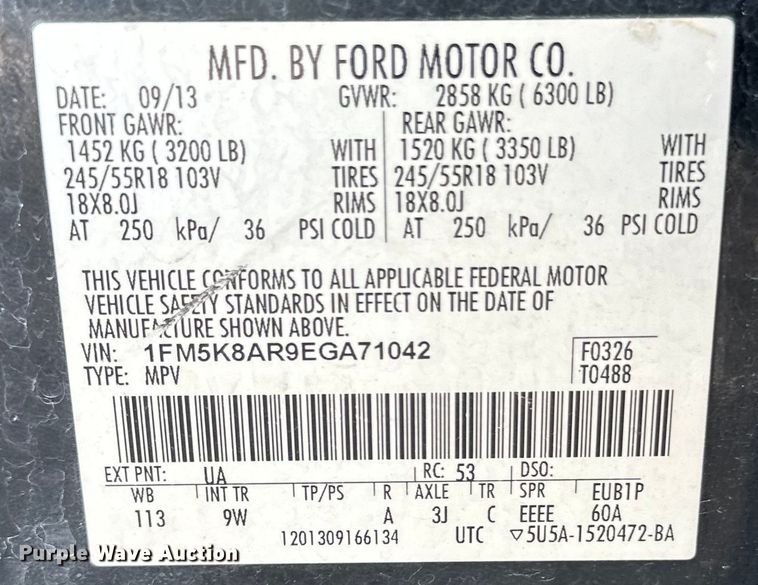 MFD. BY FORD MOTOR CO.
DATE: 09/13 GVWR: 2858 KG ( 6300 LB)
FRONT GAWR: REAR GAWR:
1452 KG ( 3200 LB) WITH 1520 KG ( 3350 LB) WITH
245/55R18 103V TIRES 245/55R18 103V TIRES
18X8.0J RIMS 18X8.0J RIMS
AT 250 kPa/ 36 PSI COLD AT 250 kPa/ 36 PSI COLD
THIS VEHICLE CONFORMS TO ALL APPLICABLE FEDERAL MOTOR
VEHICLE SAFETY STANDARDS IN EFFECT ON THE DATE OF
MANUFACTURE SHOWN ABOVE.
VIN: 1FM5K8AR9EGA71042 F0326
TYPE: MPV T0488
EXT PNT: UA RC: 53 DSO:
WB INT TR TP/PS R AXLE TR SPR EUB1P
113 9W A 3J C EEEE 60A
1201309166134 UTC ▽5U5A-1520472-BA
Purple Wave Auction